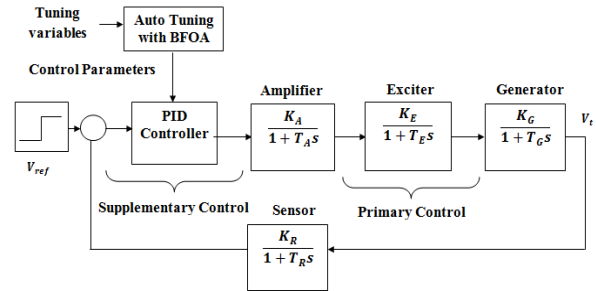 Tuning
variables
Auto Tuning
with BFOA
Control Parameters
Amplifier
Exciter
Generator
PID
Controller
K_A
1 + T_A s
K_E
1 + T_E s
K_G
1 + T_G s
V_t
V_ref
Supplementary Control
Primary Control
Sensor
K_R
1 + T_R s